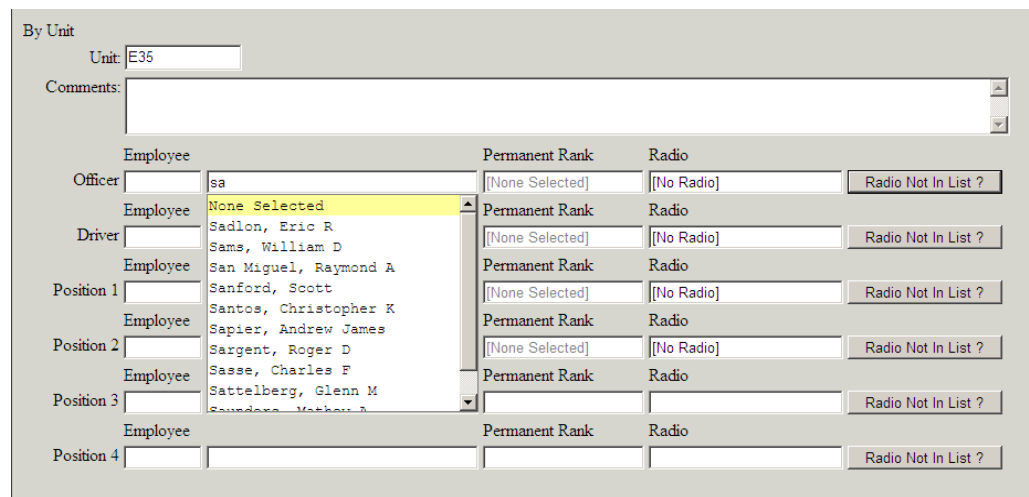 By Unit
Unit: E35
Comments:
Employee Permanent Rank Radio
Officer sa [None Selected] [No Radio] Radio Not In List ?
None Selected
Employee Permanent Rank Radio
Sadlon, Eric R
Driver [None Selected] [No Radio] Radio Not In List ?
Sams, William D
Employee San Miguel, Raymond A Permanent Rank Radio
Position 1 Sanford, Scott [None Selected] [No Radio] Radio Not In List ?
Santos, Christopher K
Employee Permanent Rank Radio
Sapier, Andrew James
Position 2 Sargent, Roger D [None Selected] [No Radio] Radio Not In List ?
Employee Sasse, Charles F Permanent Rank Radio
Sattelberg, Glenn M
Position 3 Radio Not In List ?
Saunders, Mathew A
Employee Permanent Rank Radio
Position 4 Radio Not In List ?